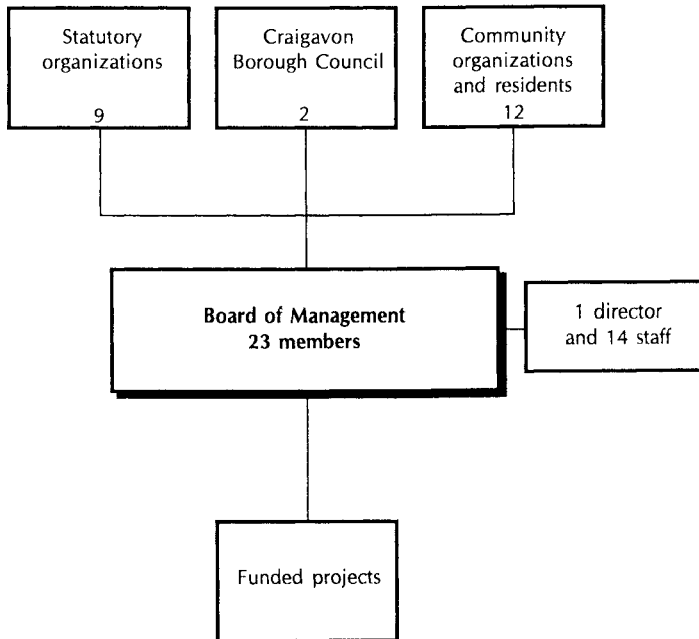 Statutory
organizations
9
Craigavon
Borough Council
2
Community
organizations
and residents
12
Board of Management
23 members
1 director
and 14 staff
Funded projects